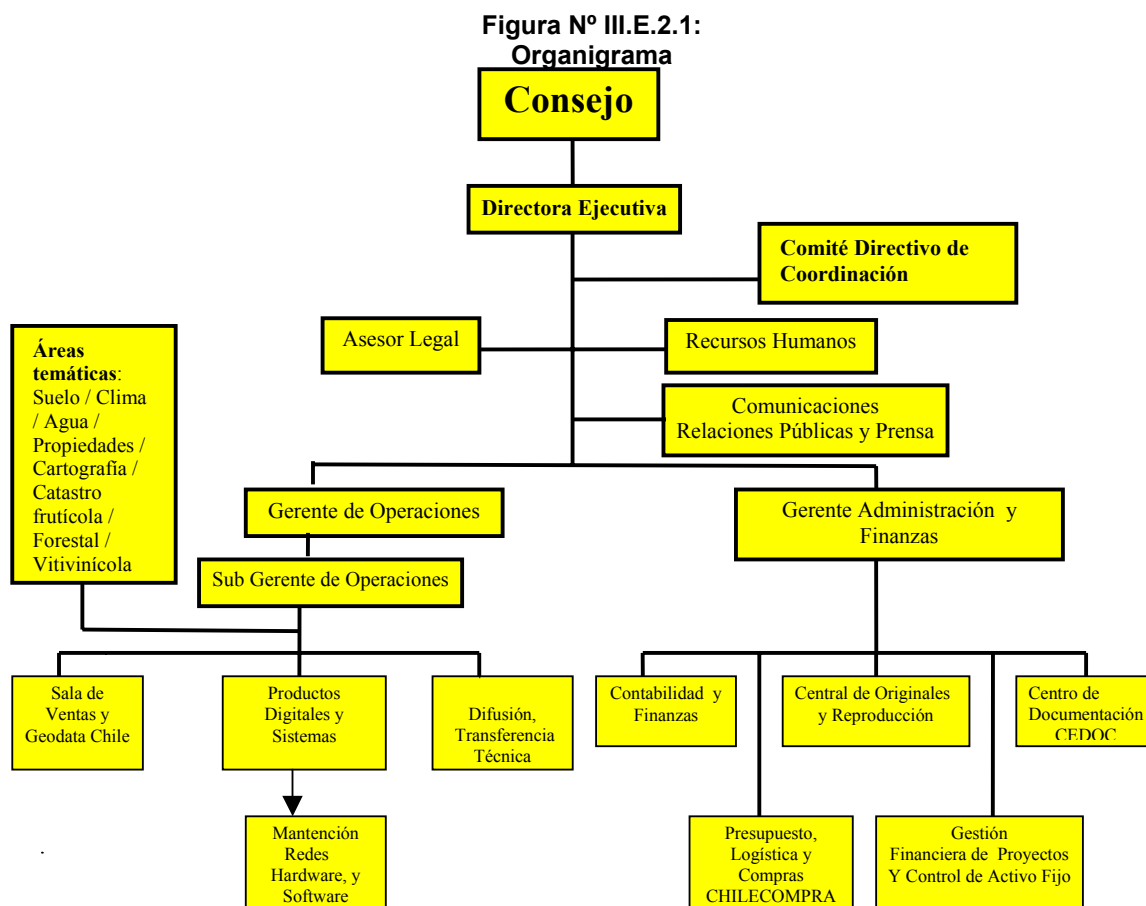 Figura Nº III.E.2.1:
Organigrama
Consejo
Directora Ejecutiva
Comité Directivo de
Coordinación
Asesor Legal
Recursos Humanos
Comunicaciones
Relaciones Públicas y Prensa
Áreas
temáticas:
Suelo / Clima
/ Agua /
Propiedades /
Cartografía /
Catastro
frutícola /
Forestal /
Vitivinícola
Gerente de Operaciones
Gerente Administración y
Finanzas
Sub Gerente de Operaciones
Sala de
Ventas y
Geodata Chile
Productos
Digitales y
Sistemas
Difusión,
Transferencia
Técnica
Contabilidad y
Finanzas
Central de Originales
y Reproducción
Centro de
Documentación
CEDOC
Mantención
Redes
Hardware, y
Software
Presupuesto,
Logística y
Compras
CHILECOMPRA
Gestión
Financiera de Proyectos
Y Control de Activo Fijo
.